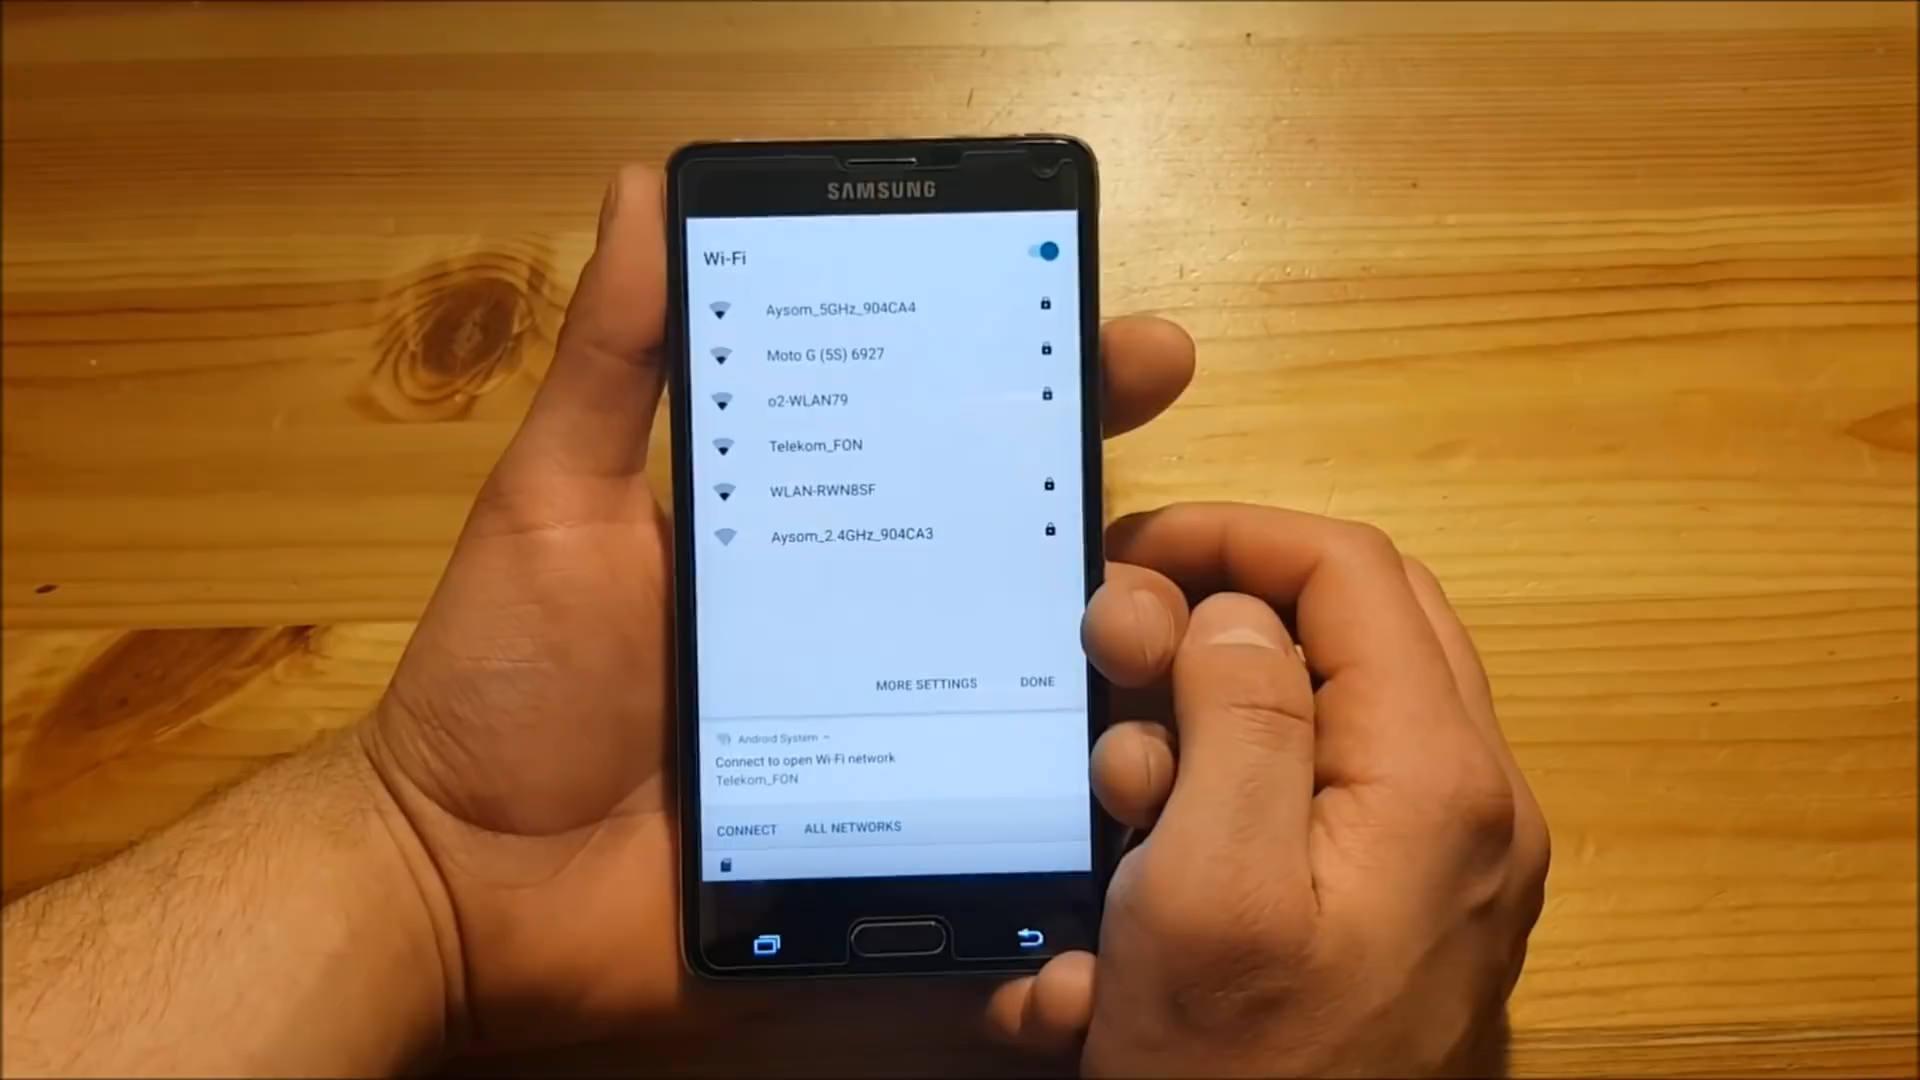 SAMSUNG
Wi-Fi
Aysom_5GHz_904CA4
Moto G (5S) 6927
o2-WLAN79
Telekom_FON
WLAN-RWN8SF
Aysom_2.4GHz_904CA3
MORE SETTINGS DONE
Android System
Connect to open Wi-Fi network
Telekom_FON
CONNECT ALL NETWORKS